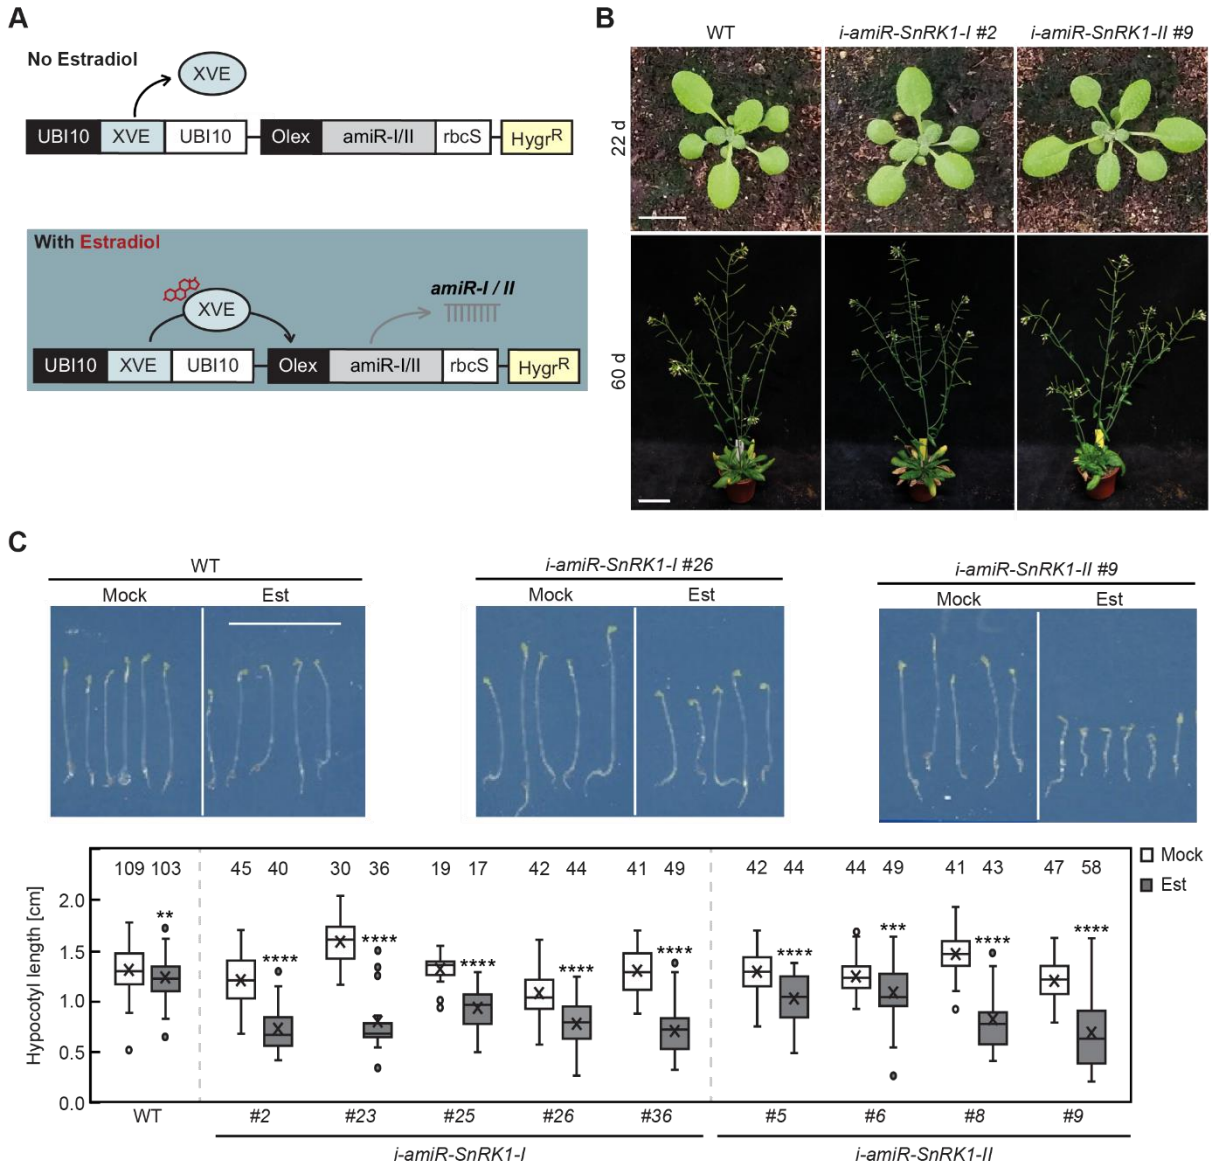 A
No Estradiol
XVE
UBI10 XVE UBI10 Olex amiR-I/II rbcS HygrR
With Estradiol
XVE
amiR-I / II
UBI10 XVE UBI10 Olex amiR-I/II rbcS HygrR
B
WT i-amiR-SnRK1-I #2 i-amiR-SnRK1-II #9
22 d
60 d
C
WT i-amiR-SnRK1-I #26 i-amiR-SnRK1-II #9
Mock Est Mock Est Mock Est
109 103 45 40 30 36 19 17 42 44 41 49 42 44 44 49 41 43 47 58
Mock
Est
Hypocotyl length [cm]
2.0
1.5
1.0
0.5
0.0
** **** **** **** **** **** **** *** **** ****
WT #2 #23 #25 #26 #36 #5 #6 #8 #9
i-amiR-SnRK1-I i-amiR-SnRK1-II